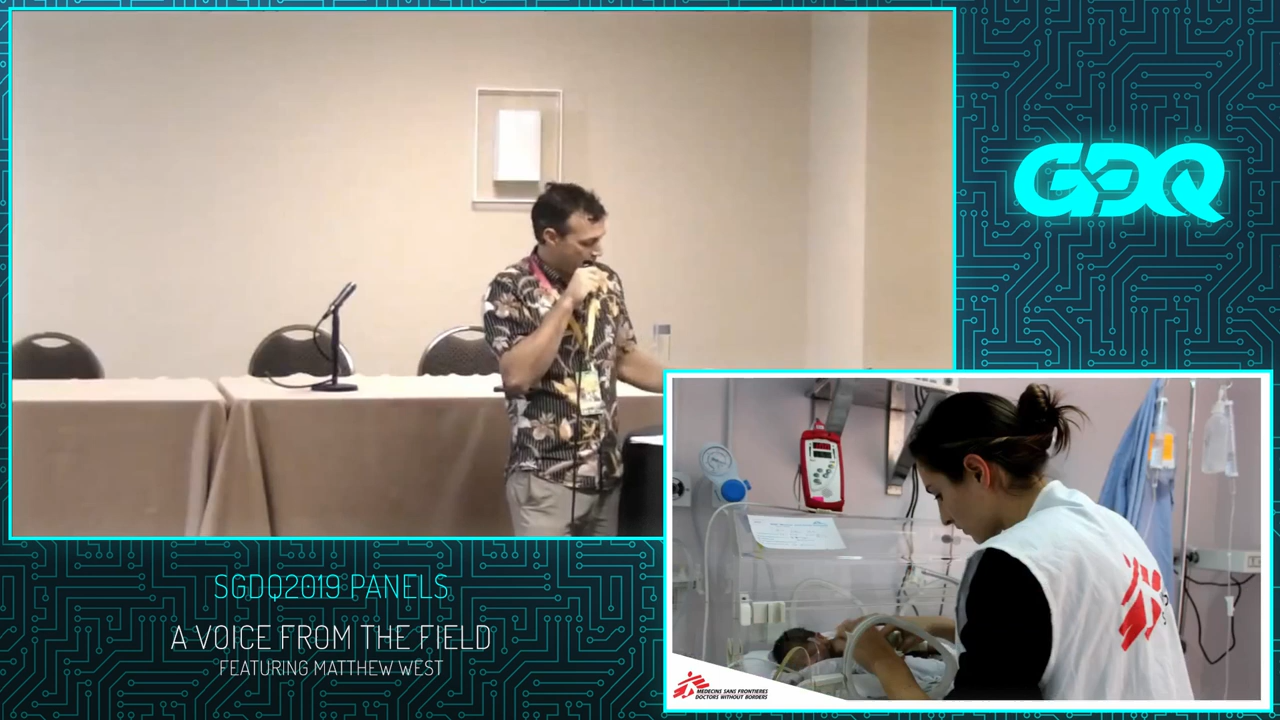 GDQ
SGDQ2019 PANELS
A VOICE FROM THE FIELD
FEATURING MATTHEW WEST
MEDECINS SANS FRONTIERES
DOCTORS WITHOUT BORDERS